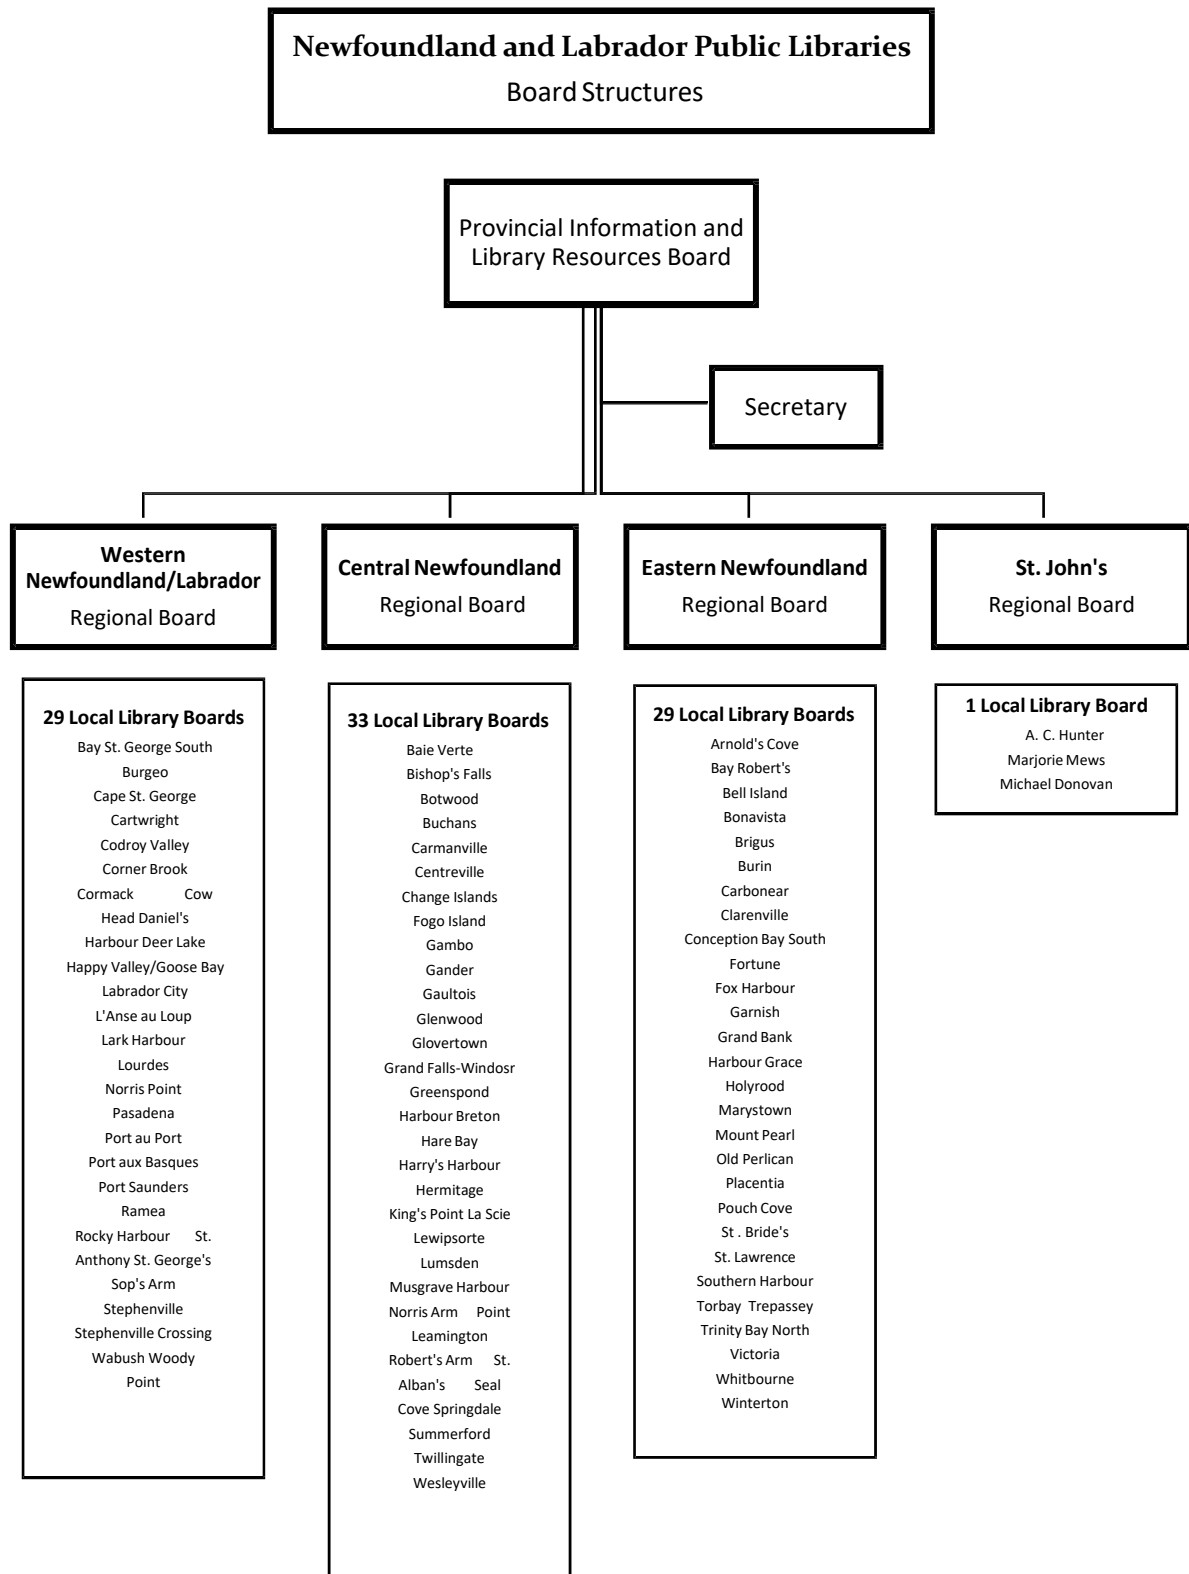 Newfoundland and Labrador Public Libraries
Board Structures
Provincial Information and
Library Resources Board
Secretary
Western
Newfoundland/Labrador
Regional Board
Central Newfoundland
Regional Board
Eastern Newfoundland
Regional Board
St. John's
Regional Board
29 Local Library Boards
Bay St. George South
Burgeo
Cape St. George
Cartwright
Codroy Valley
Corner Brook
Cormack Cow
Head Daniel's
Harbour Deer Lake
Happy Valley/Goose Bay
Labrador City
L'Anse au Loup
Lark Harbour
Lourdes
Norris Point
Pasadena
Port au Port
Port aux Basques
Port Saunders
Ramea
Rocky Harbour St.
Anthony St. George's
Sop's Arm
Stephenville
Stephenville Crossing
Wabush Woody
Point
33 Local Library Boards
Baie Verte
Bishop's Falls
Botwood
Buchans
Carmanville
Centreville
Change Islands
Fogo Island
Gambo
Gander
Gaultois
Glenwood
Glovertown
Grand Falls-Windosr
Greenspond
Harbour Breton
Hare Bay
Harry's Harbour
Hermitage
King's Point La Scie
Lewipsorte
Lumsden
Musgrave Harbour
Norris Arm Point
Leamington
Robert's Arm St.
Alban's Seal
Cove Springdale
Summerford
Twillingate
Wesleyville
29 Local Library Boards
Arnold's Cove
Bay Robert's
Bell Island
Bonavista
Brigus
Burin
Carbonear
Clarenville
Conception Bay South
Fortune
Fox Harbour
Garnish
Grand Bank
Harbour Grace
Holyrood
Marystown
Mount Pearl
Old Perlican
Placentia
Pouch Cove
St . Bride's
St. Lawrence
Southern Harbour
Torbay Trepassey
Trinity Bay North
Victoria
Whitbourne
Winterton
1 Local Library Board
A. C. Hunter
Marjorie Mews
Michael Donovan